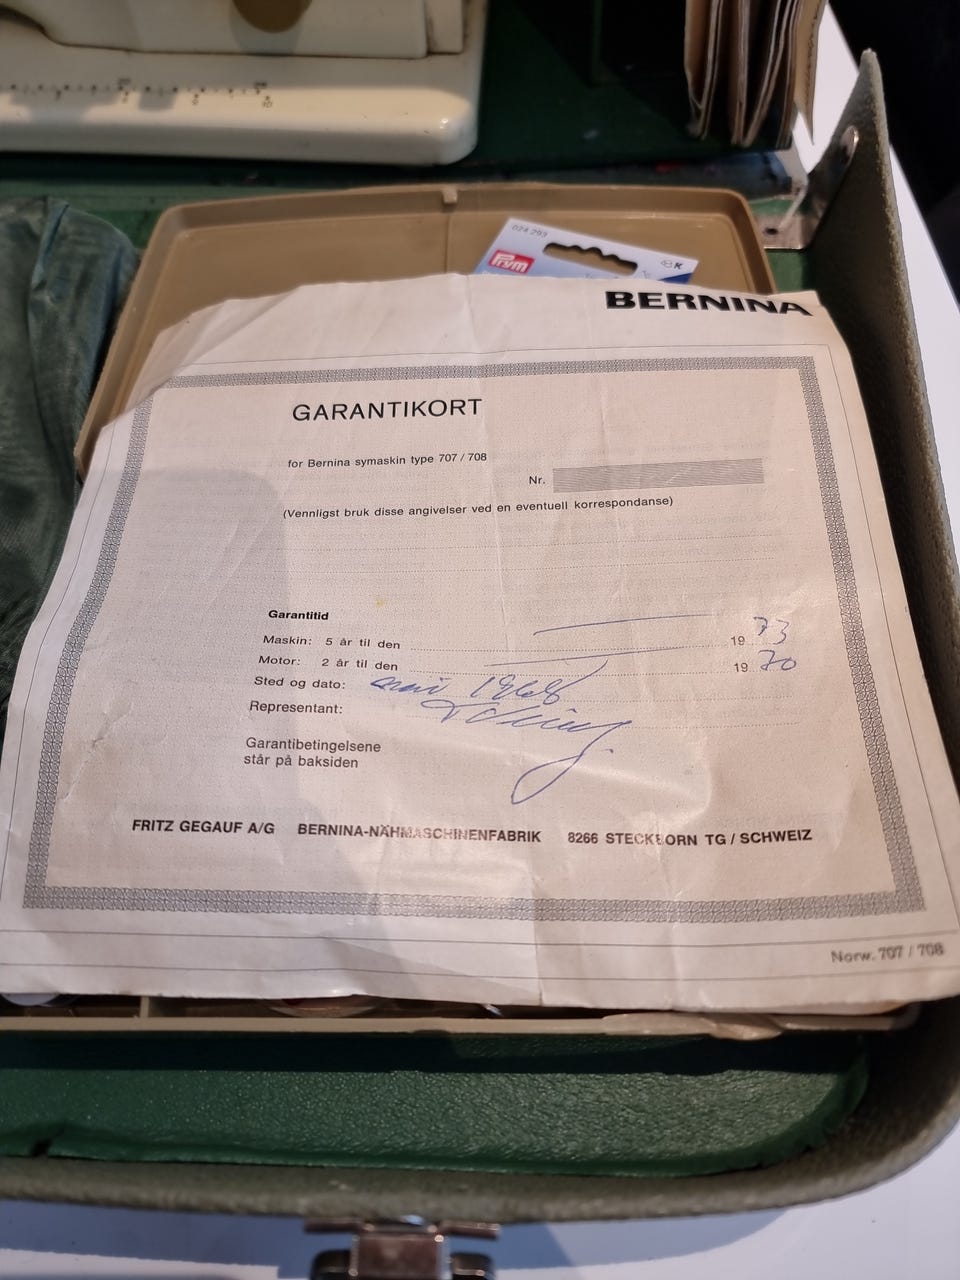 024 293
Prym
K
BERNINA
GARANTIKORT
for Bernina symaskin type 707 / 708
Nr.
(Vennligst bruk disse angivelser ved en eventuell korrespondanse)
Garantitid
Maskin: 5 år til den 19 73
Motor: 2 år til den 19 70
Sted og dato: mai 1968
Representant:
Garantibetingelsene
står på baksiden
FRITZ GEGAUF A/G BERNINA-NÄHMASCHINENFABRIK 8266 STECKBORN TG / SCHWEIZ
Norw. 707 / 708